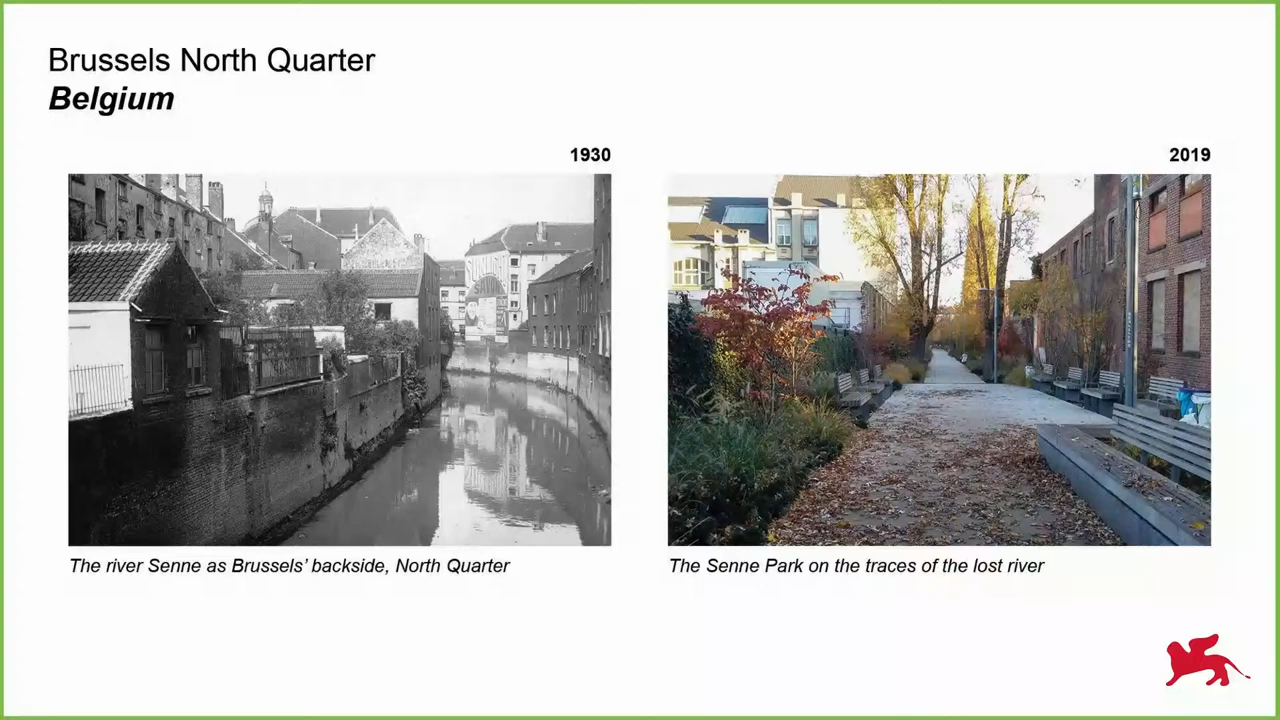 Brussels North Quarter
Belgium
1930
2019
The river Senne as Brussels’ backside, North Quarter
The Senne Park on the traces of the lost river